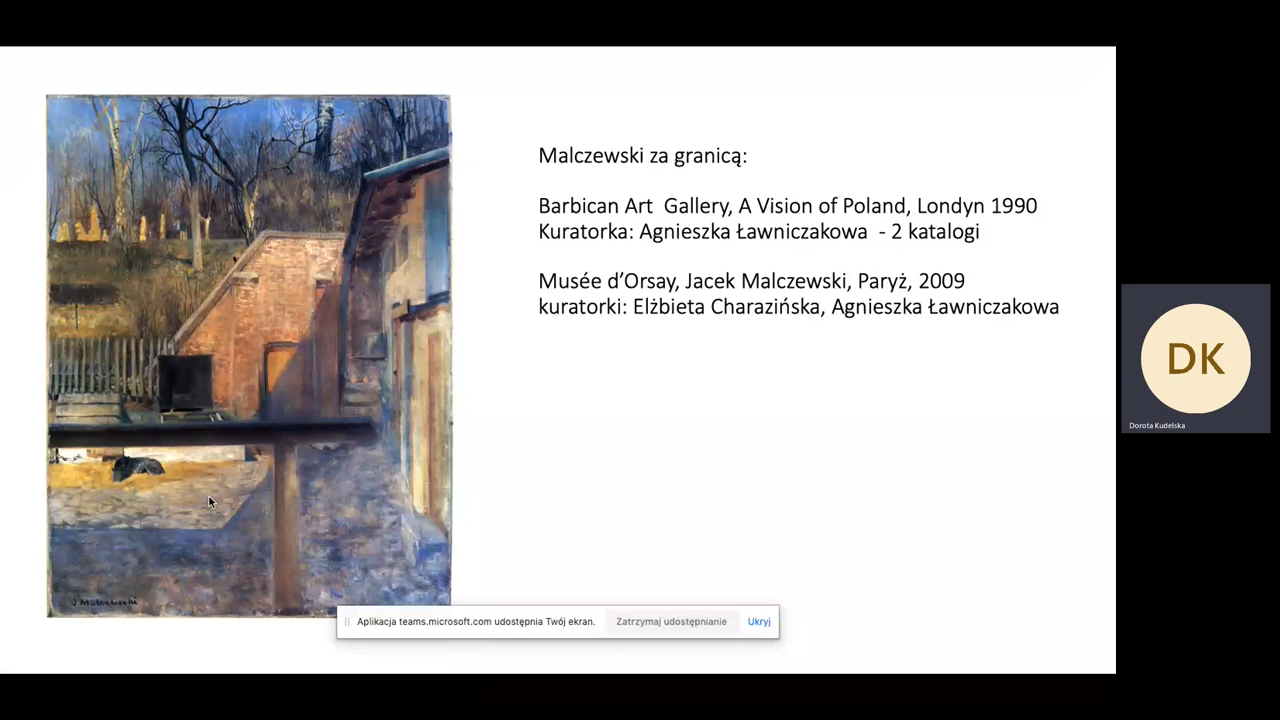 Malczewski za granicą:
Barbican Art  Gallery, A Vision of Poland, Londyn 1990
Kuratorka: Agnieszka Ławniczakowa  - 2 katalogi
Musée d’Orsay, Jacek Malczewski, Paryż, 2009
kuratorki: Elżbieta Charazińska, Agnieszka Ławniczakowa
DK
Dorota Kudelska
J Malczewski
Aplikacja teams.microsoft.com udostępnia Twój ekran.
Zatrzymaj udostępnianie
Ukryj